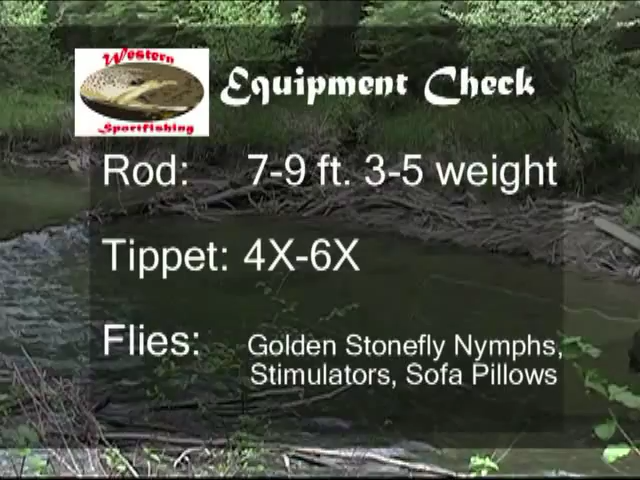 Western
Sportfishing
Equipment Check
Rod: 7-9 ft. 3-5 weight
Tippet: 4X-6X
Flies: Golden Stonefly Nymphs,
Stimulators, Sofa Pillows